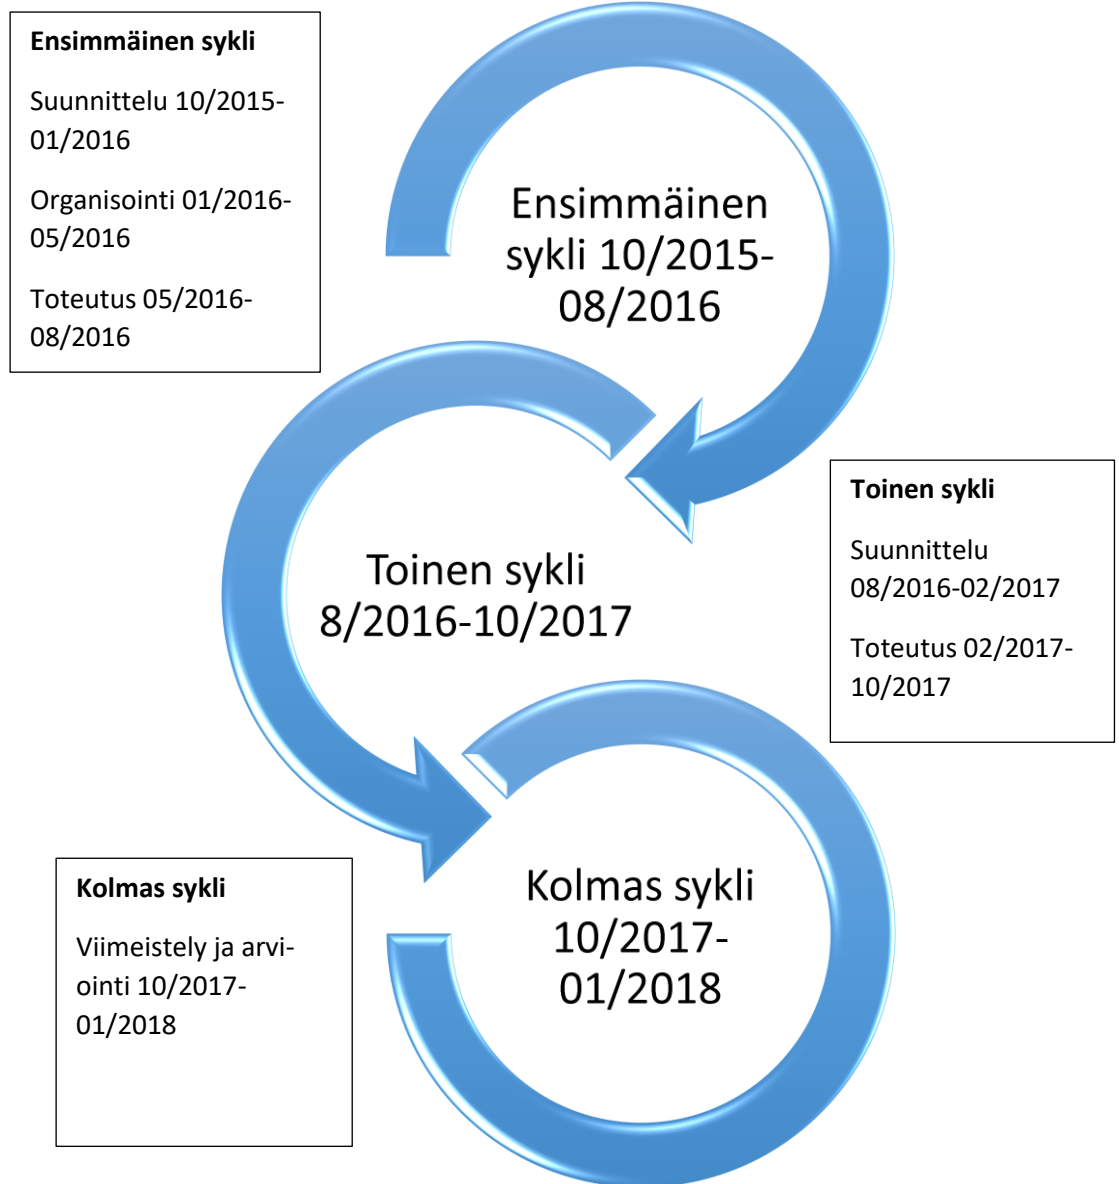 Ensimmäinen sykli
Suunnittelu 10/2015-
01/2016
Organisointi 01/2016-
05/2016
Toteutus 05/2016-
08/2016
Ensimmäinen
sykli 10/2015-
08/2016
Toinen sykli
8/2016-10/2017
Toinen sykli
Suunnittelu
08/2016-02/2017
Toteutus 02/2017-
10/2017
Kolmas sykli
Viimeistely ja arvi-
ointi 10/2017-
01/2018
Kolmas sykli
10/2017-
01/2018